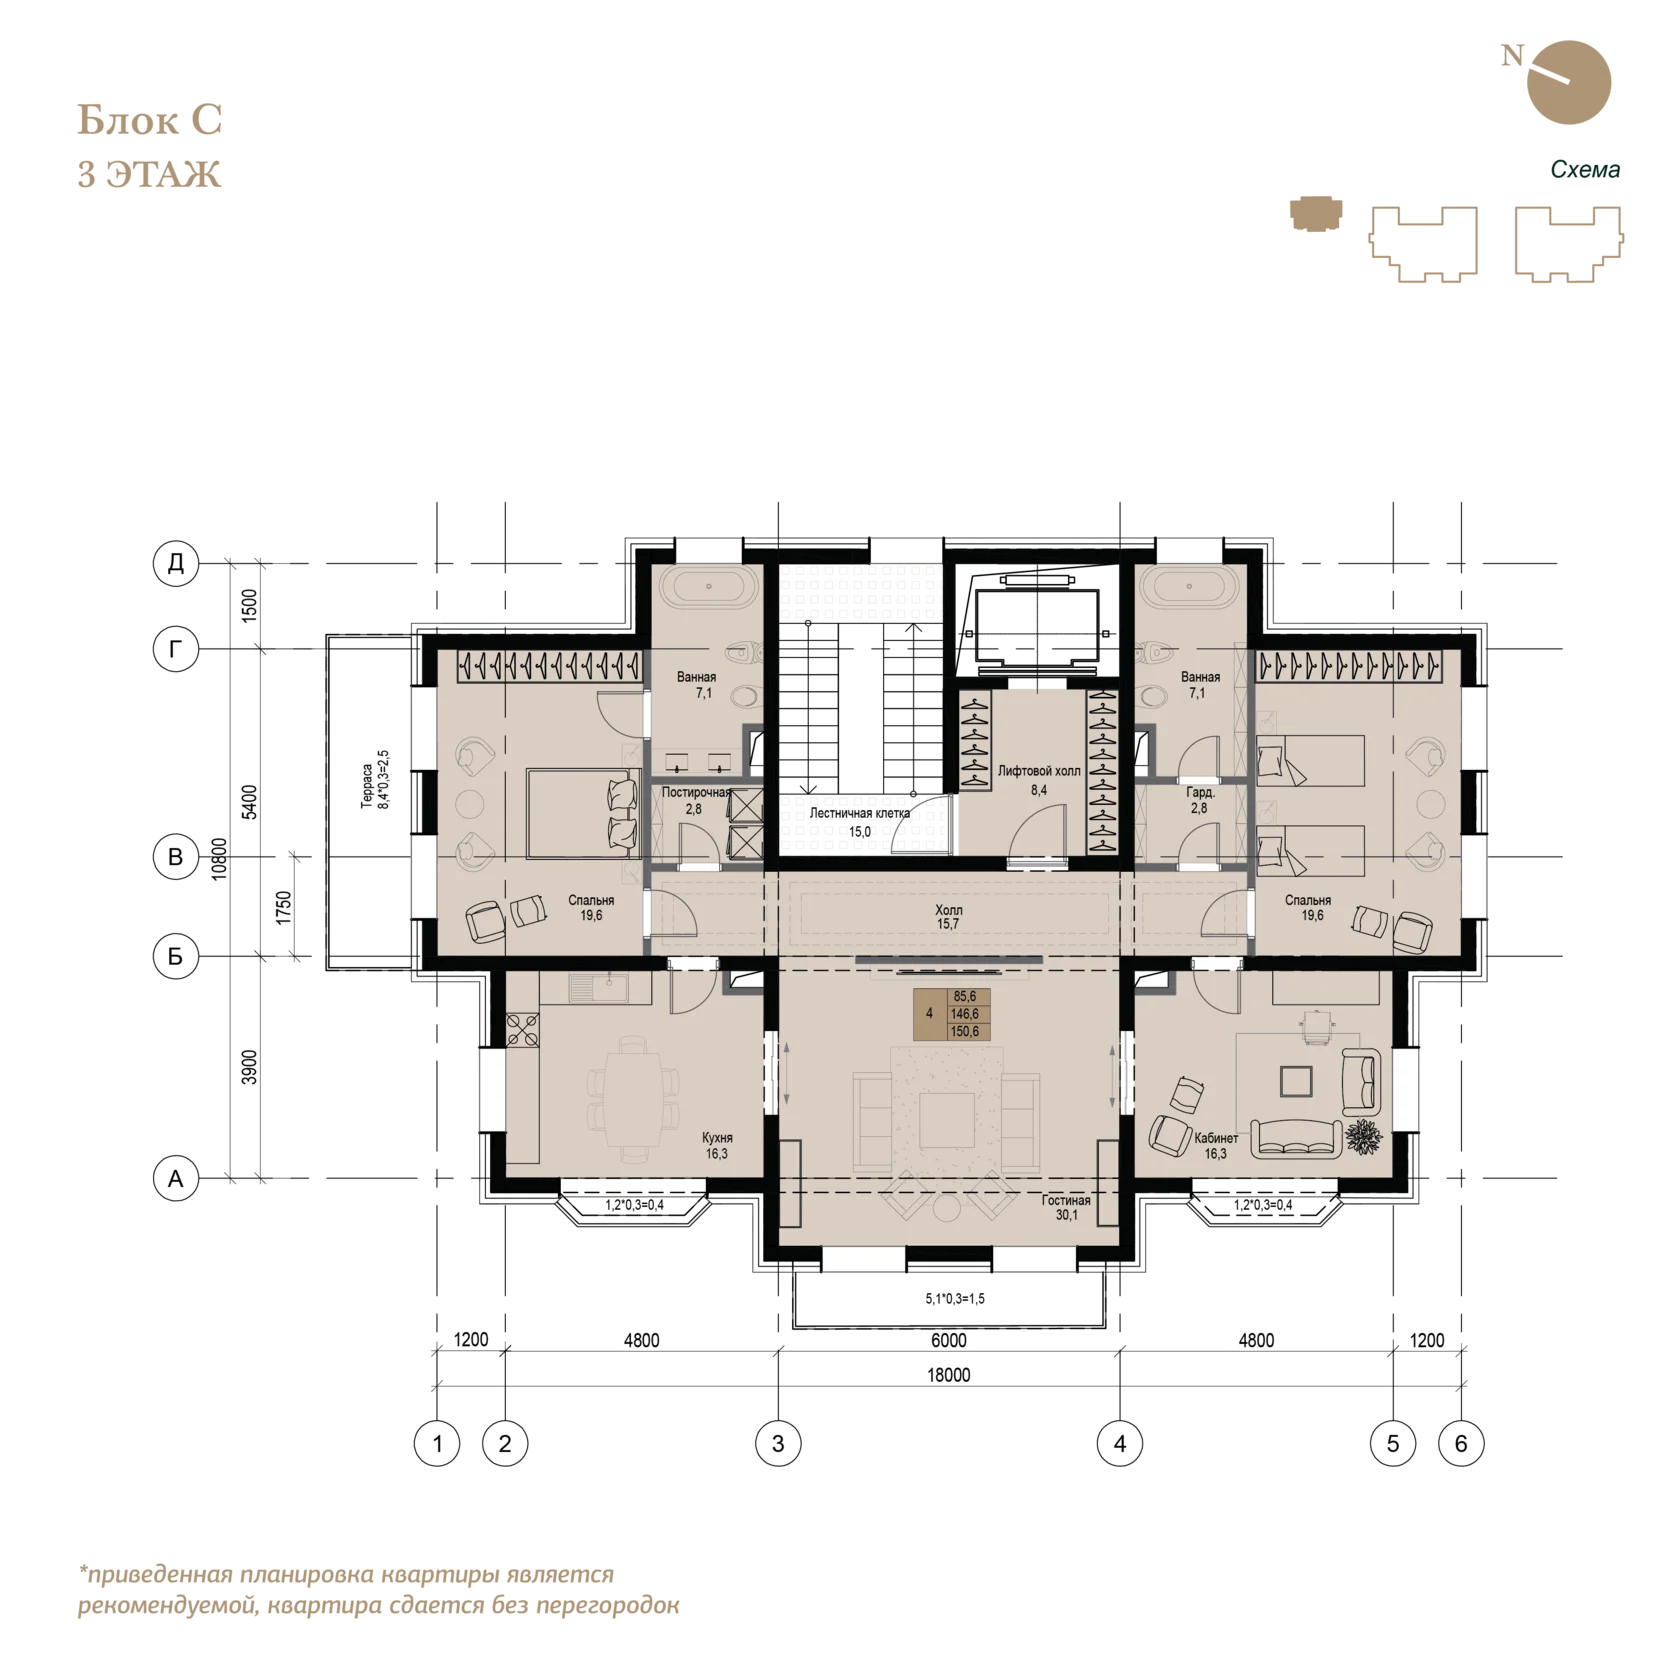 Блок С
3 ЭТАЖ
N
Схема
Д
Г
В
Б
А
1500
5400
10800
1750
3900
Терраса
8,4*0,3=2,5
Ванная
7,1
Постирочная
2,8
Спальня
19,6
Лестничная клетка
15,0
Лифтовой холл
8,4
Ванная
7,1
Гард.
2,8
Спальня
19,6
Холл
15,7
4
85,6
146,6
150,6
Кухня
16,3
Гостиная
30,1
Кабинет
16,3
1,2*0,3=0,4
1,2*0,3=0,4
5,1*0,3=1,5
1200
4800
6000
4800
1200
18000
1
2
3
4
5
6
*приведенная планировка квартиры является
рекомендуемой, квартира сдается без перегородок